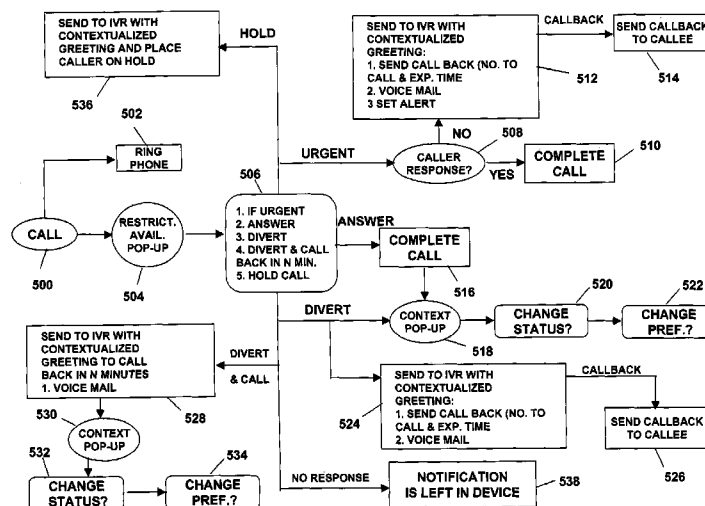 SEND TO IVR WITH
CONTEXTUALIZED
GREETING AND PLACE
CALLER ON HOLD
536
HOLD
SEND TO IVR WITH
CONTEXTUALIZED
GREETING:
1. SEND CALL BACK (NO. TO
CALL & EXP. TIME
2. VOICE MAIL
3 SET ALERT
512
CALLBACK
SEND CALLBACK
TO CALLEE
514
502
RING
PHONE
URGENT
NO
508
CALLER
RESPONSE?
YES
COMPLETE
CALL
510
CALL
500
RESTRICT.
AVAIL.
POP-UP
504
506
1. IF URGENT
2. ANSWER
3. DIVERT
4. DIVERT & CALL
BACK IN N MIN.
5. HOLD CALL
ANSWER
COMPLETE
CALL
516
DIVERT
CONTEXT
POP-UP
518
520
CHANGE
STATUS?
522
CHANGE
PREF.?
SEND TO IVR WITH
CONTEXTUALIZED
GREETING TO CALL
BACK IN N MINUTES
1. VOICE MAIL
528
DIVERT
& CALL
530
CONTEXT
POP-UP
532
CHANGE
STATUS?
534
CHANGE
PREF.?
524
SEND TO IVR WITH
CONTEXTUALIZED
GREETING:
1. SEND CALL BACK (NO. TO
CALL & EXP. TIME
2. VOICE MAIL
CALLBACK
SEND CALLBACK
TO CALLEE
526
NO RESPONSE
NOTIFICATION
IS LEFT IN DEVICE
538